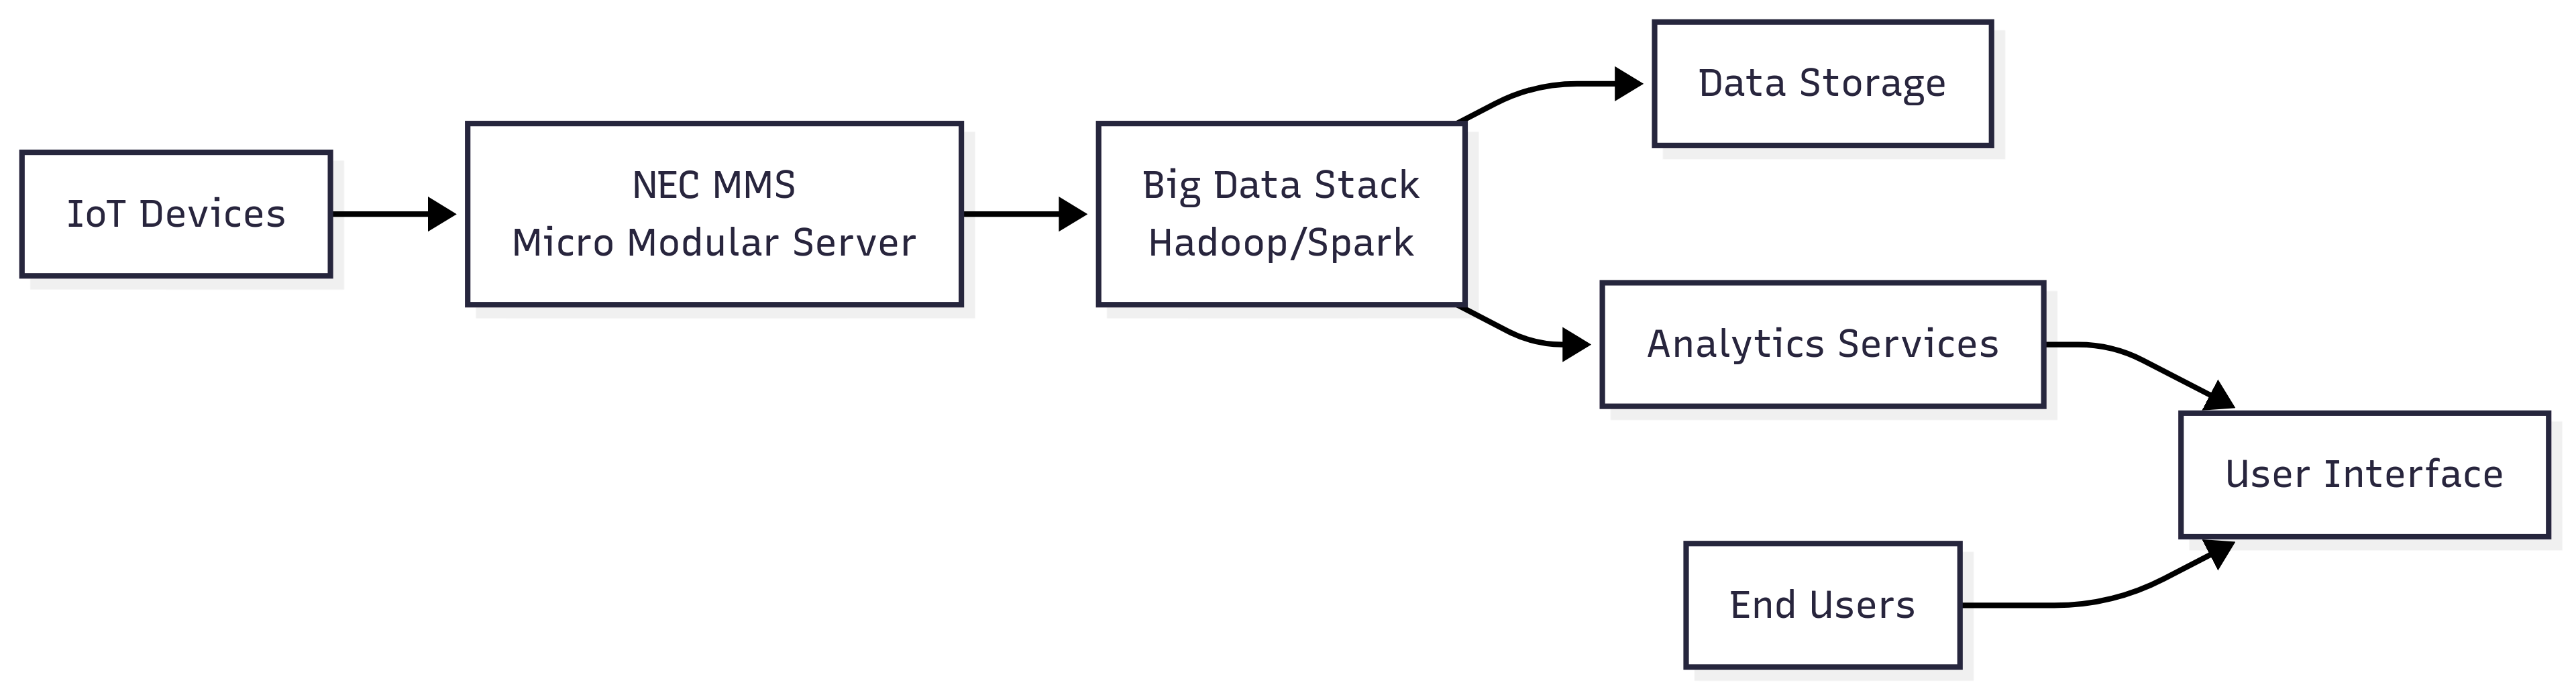 IoT Devices
NEC MMS
Micro Modular Server
Big Data Stack
Hadoop/Spark
Data Storage
Analytics Services
End Users
User Interface